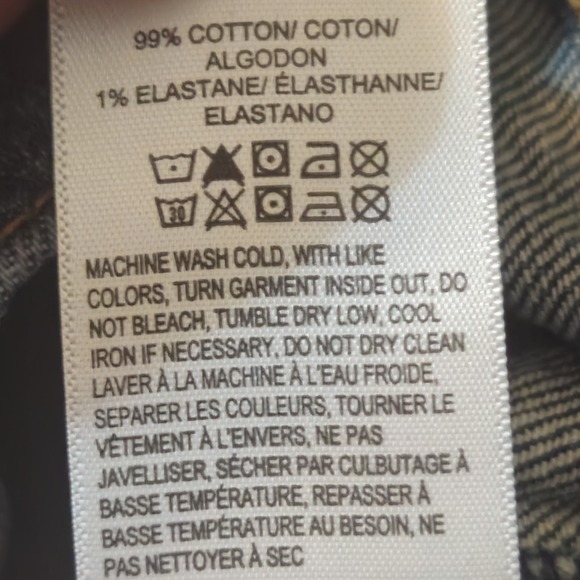 99% COTTON/ COTON/
ALGODON
1% ELASTANE/ ÉLASTHANNE/
ELASTANO
30
MACHINE WASH COLD, WITH LIKE
COLORS, TURN GARMENT INSIDE OUT, DO
NOT BLEACH, TUMBLE DRY LOW, COOL
IRON IF NECESSARY, DO NOT DRY CLEAN
LAVER À LA MACHINE À L'EAU FROIDE,
SEPARER LES COULEURS, TOURNER LE
VÊTEMENT À L'ENVERS, NE PAS
JAVELLISER, SÉCHER PAR CULBUTAGE À
BASSE TEMPÉRATURE, REPASSER À
BASSE TEMPÉRATURE AU BESOIN, NE
PAS NETTOYER À SEC